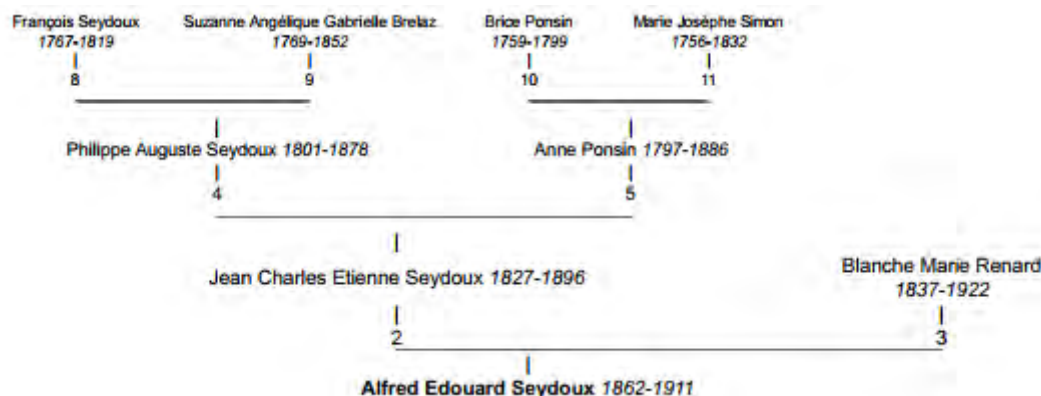 François Seydoux
1767-1819
8
Suzanne Angélique Gabrielle Brelaz
1769-1852
9
Brice Ponsin
1759-1799
10
Marie Josèphe Simon
1756-1832
11
Philippe Auguste Seydoux 1801-1878
4
Anne Ponsin 1797-1886
5
Jean Charles Etienne Seydoux 1827-1896
2
Blanche Marie Renard
1837-1922
3
Alfred Edouard Seydoux 1862-1911